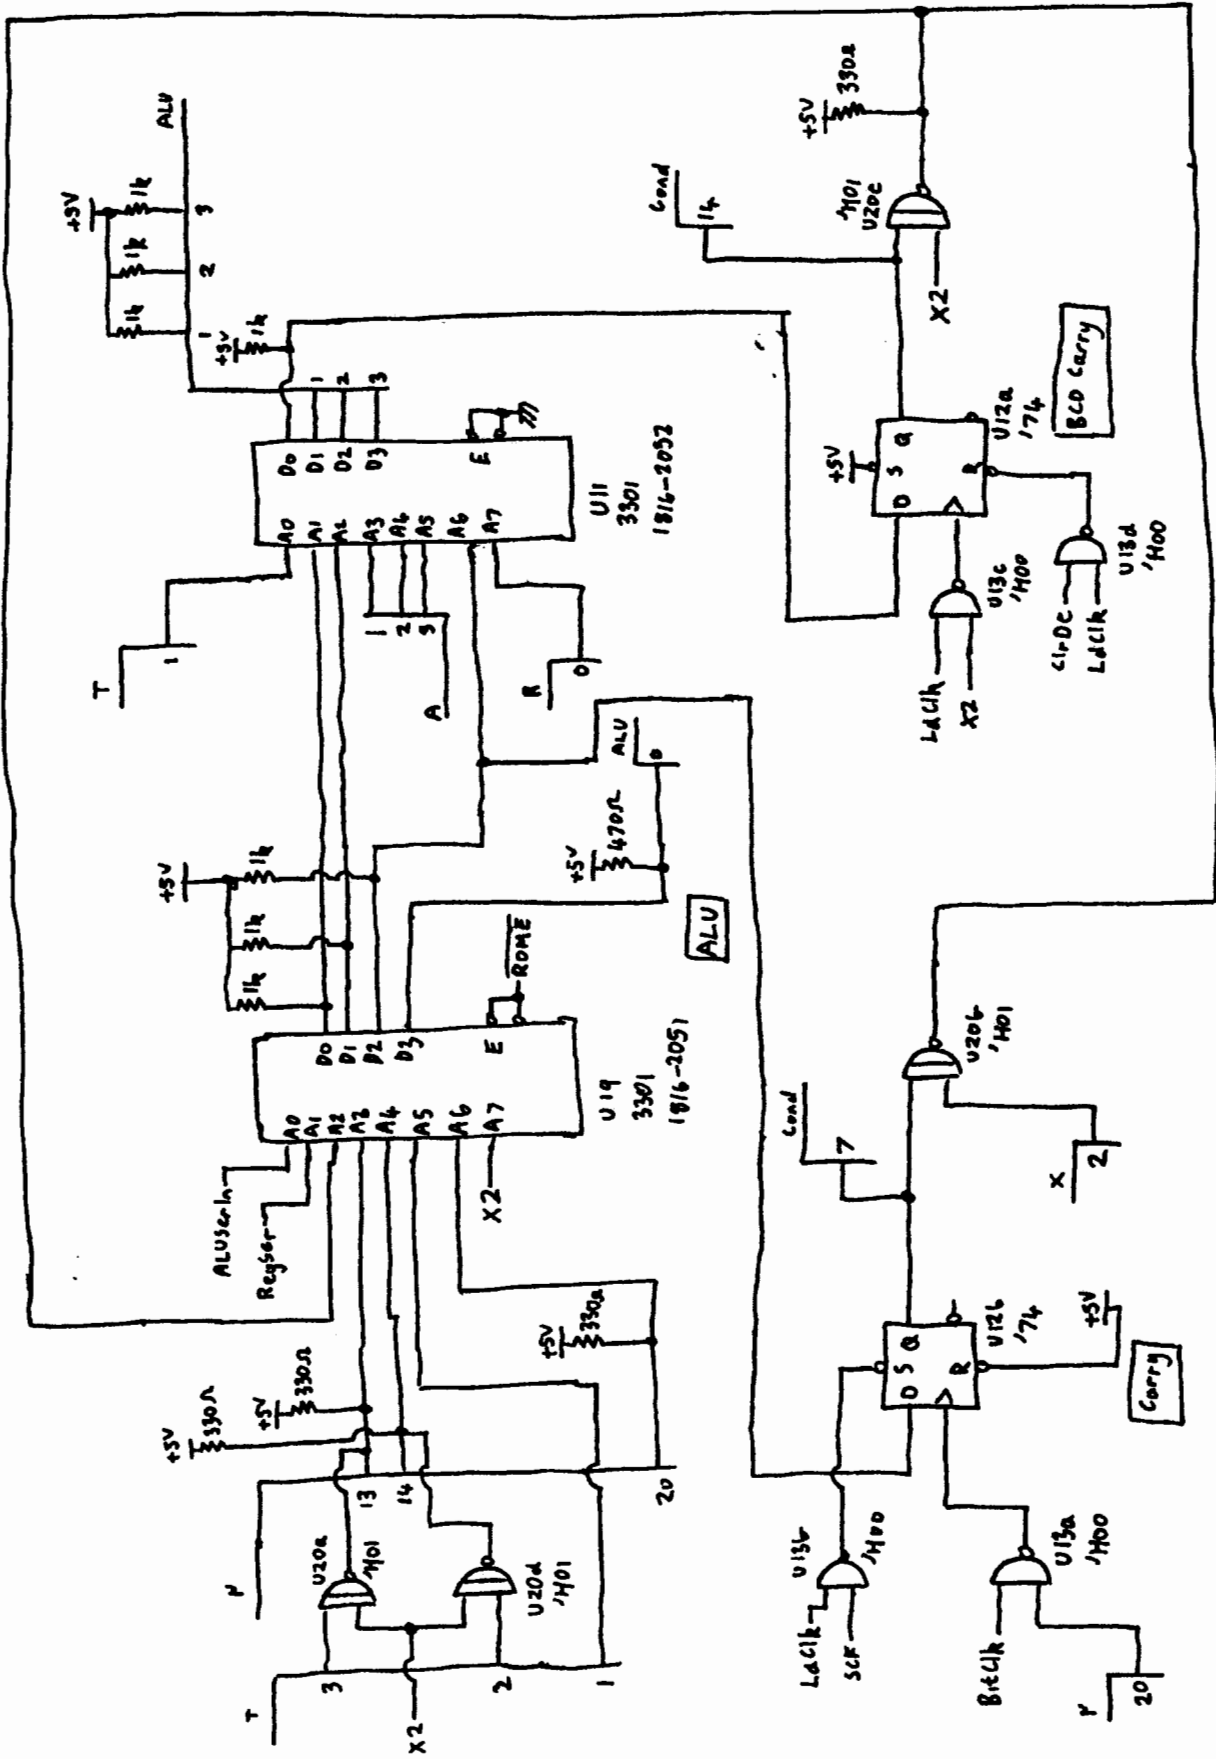 T
3
2
1
X2
U20a
'H01
U20d
'H01
+5V
330Ω
+5V
330Ω
13
14
20
+5V
330Ω
ALUSerIn
RegSer
X2
A0
A1
A2
A3
A4
A5
A6
A7
D0
D1
D2
D3
E
ROME
U19
3301
1816-2051
+5V
1k
1k
1k
ALU
+5V
470Ω
ALU
0
T
1
1
2
3
A
R
0
A0
A1
A2
A3
A4
A5
A6
A7
D0
D1
D2
D3
E
U11
3301
1816-2052
1
2
3
+5V
1k
+5V
1k
1k
1k
1
2
3
ALU
LdClk
SCF
U13b
'H00
BitClk
20
U13a
'H00
D
S
Q
R
U12b
'74
+5V
Carry
Cond
7
X
2
U20b
'H01
LdClk
X2
U13c
'H00
ClrDC
LdClk
U13d
'H00
+5V
D
S
Q
R
U12a
'74
BCD Carry
Cond
14
X2
'H01
U20c
+5V
330Ω